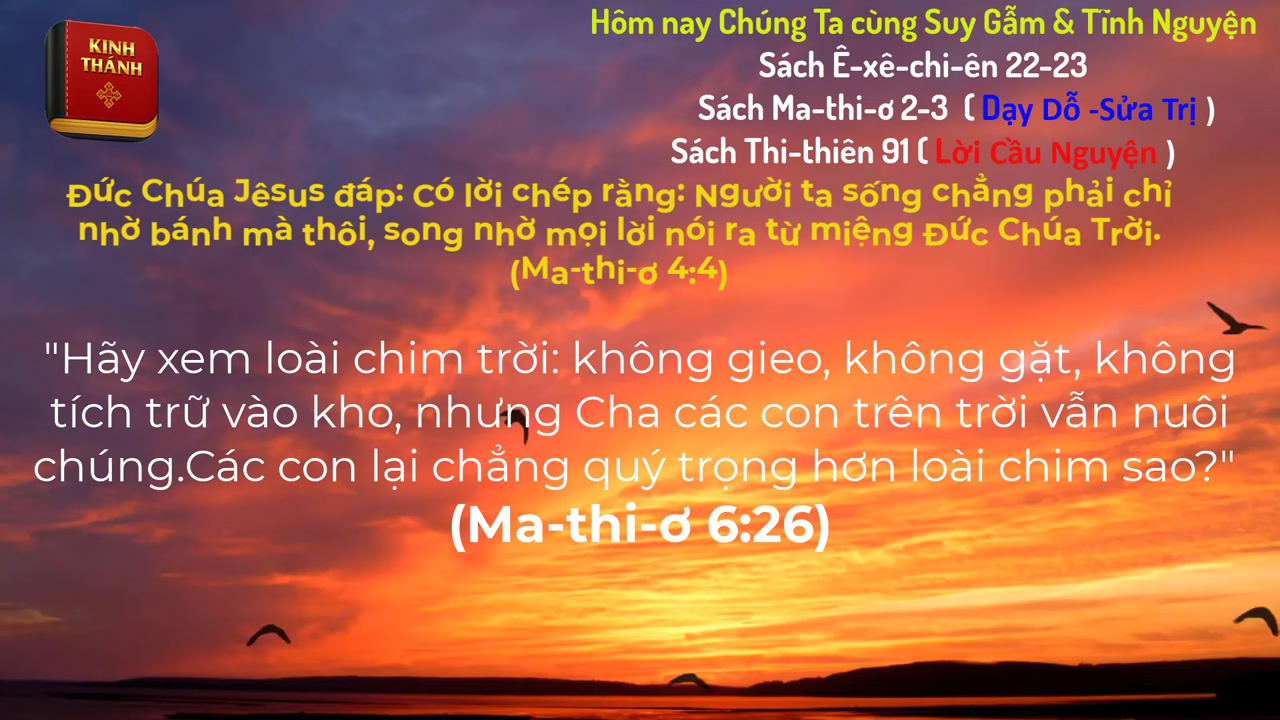 KINH
THÁNH
Hôm nay Chúng Ta cùng Suy Gẫm & Tĩnh Nguyện
Sách Ê-xê-chi-ên 22-23
Sách Ma-thi-ơ 2-3 ( Dạy Dỗ -Sửa Trị )
Sách Thi-thiên 91 ( Lời Cầu Nguyện )
Đức Chúa Jêsus đáp: Có lời chép rằng: Người ta sống chẳng phải chỉ
nhờ bánh mà thôi, song nhờ mọi lời nói ra từ miệng Đức Chúa Trời.
(Ma-thi-ơ 4:4)
"Hãy xem loài chim trời: không gieo, không gặt, không
tích trữ vào kho, nhưng Cha các con trên trời vẫn nuôi
chúng.Các con lại chẳng quý trọng hơn loài chim sao?"
(Ma-thi-ơ 6:26)